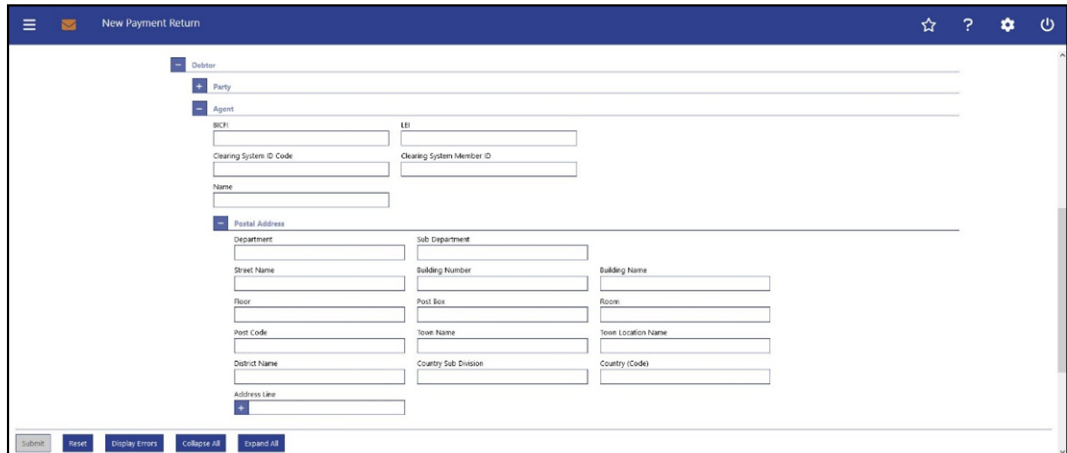 New Payment Return ?
− Debtor
+ Party
− Agent
BICFI LEI
Clearing System ID Code Clearing System Member ID
Name
− Postal Address
Department Sub Department
Street Name Building Number Building Name
Floor Post Box Room
Post Code Town Name Town Location Name
District Name Country Sub Division Country (Code)
Address Line
+
Submit Reset Display Errors Collapse All Expand All